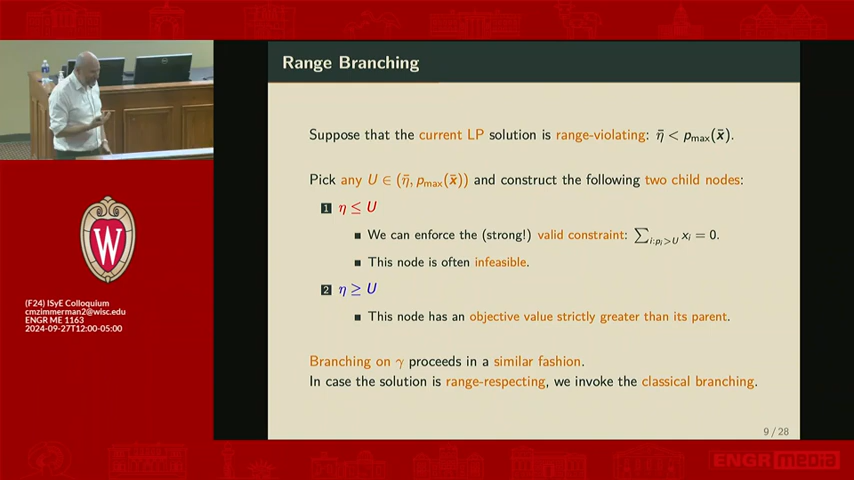 Range Branching
Suppose that the current LP solution is range-violating: η̄ < p_max(x̄).
Pick any U ∈ (η̄, p_max(x̄)) and construct the following two child nodes:
1 η ≤ U
■ We can enforce the (strong!) valid constraint: ∑_{i:p_i>U} x_i = 0.
■ This node is often infeasible.
2 η ≥ U
■ This node has an objective value strictly greater than its parent.
Branching on γ proceeds in a similar fashion.
In case the solution is range-respecting, we invoke the classical branching.
9 / 28
W
(F24) ISyE Colloquium
cmzimmerman2@wisc.edu
ENGR ME 1163
2024-09-27T12:00-05:00
ENGR media